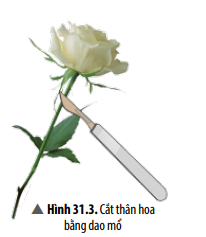 ▲ Hình 31.3. Cắt thân hoa
bằng dao mổ